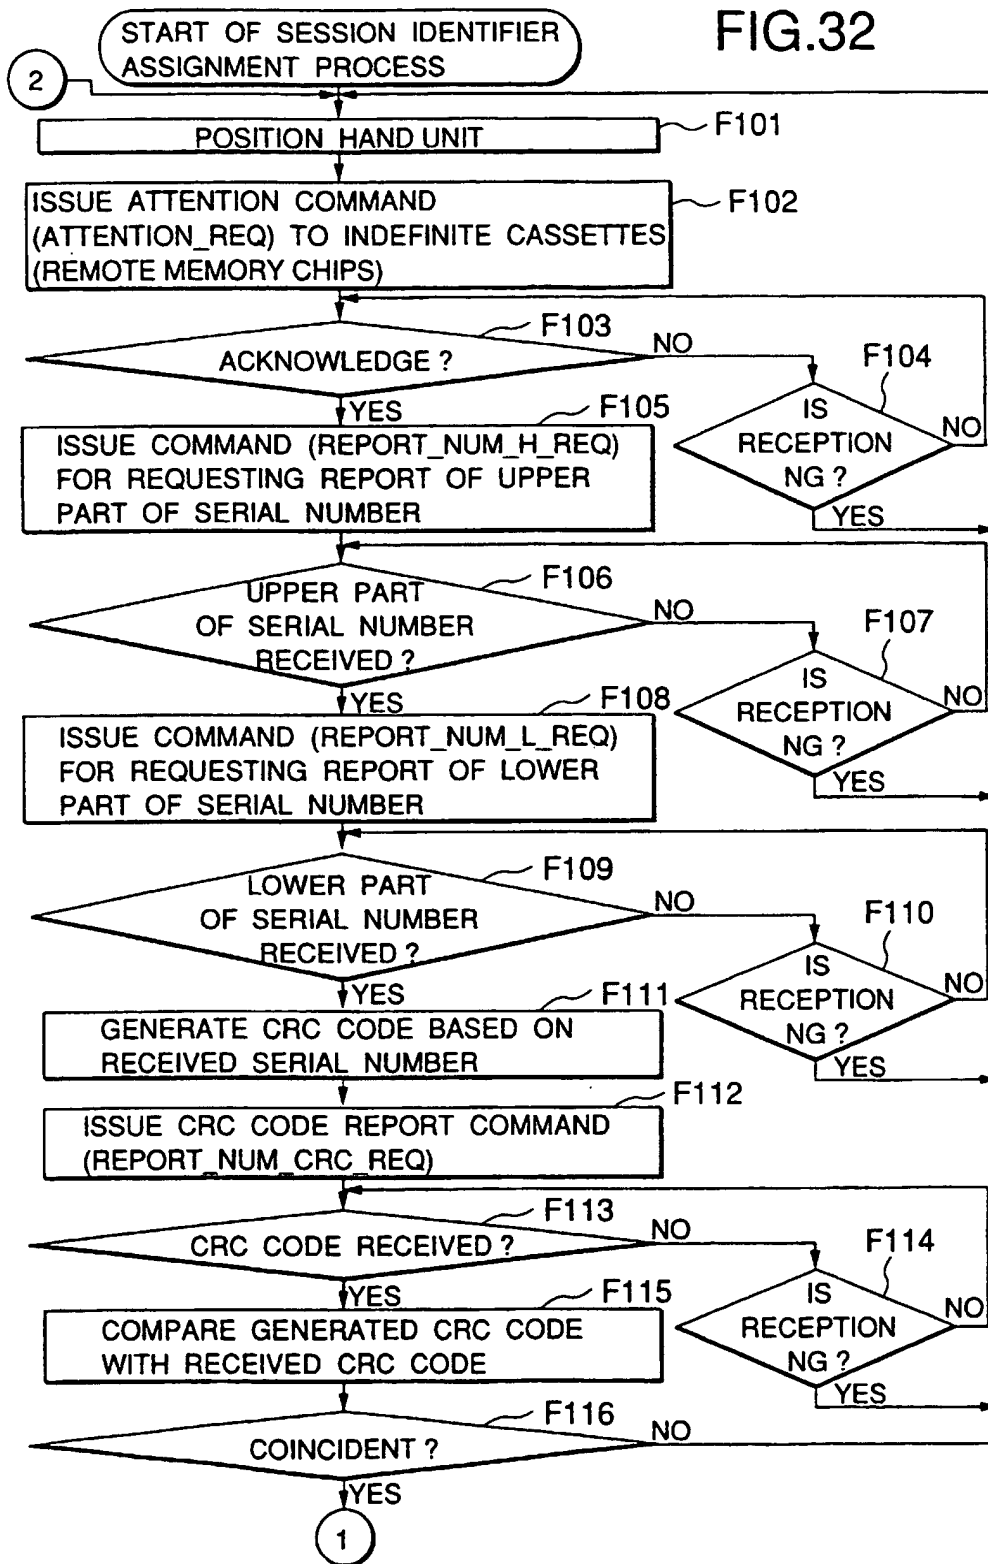 FIG.32
START OF SESSION IDENTIFIER
ASSIGNMENT PROCESS
2
POSITION HAND UNIT
F101
ISSUE ATTENTION COMMAND
(ATTENTION_REQ) TO INDEFINITE CASSETTES
(REMOTE MEMORY CHIPS)
F102
F103
ACKNOWLEDGE ?
NO
YES
F104
IS
RECEPTION
NG ?
NO
YES
F105
ISSUE COMMAND (REPORT_NUM_H_REQ)
FOR REQUESTING REPORT OF UPPER
PART OF SERIAL NUMBER
F106
UPPER PART
OF SERIAL NUMBER
RECEIVED ?
NO
YES
F107
IS
RECEPTION
NG ?
NO
YES
F108
ISSUE COMMAND (REPORT_NUM_L_REQ)
FOR REQUESTING REPORT OF LOWER
PART OF SERIAL NUMBER
F109
LOWER PART
OF SERIAL NUMBER
RECEIVED ?
NO
YES
F110
IS
RECEPTION
NG ?
NO
YES
F111
GENERATE CRC CODE BASED ON
RECEIVED SERIAL NUMBER
F112
ISSUE CRC CODE REPORT COMMAND
(REPORT_NUM_CRC_REQ)
F113
CRC CODE RECEIVED ?
NO
YES
F114
IS
RECEPTION
NG ?
NO
YES
F115
COMPARE GENERATED CRC CODE
WITH RECEIVED CRC CODE
F116
COINCIDENT ?
NO
YES
1